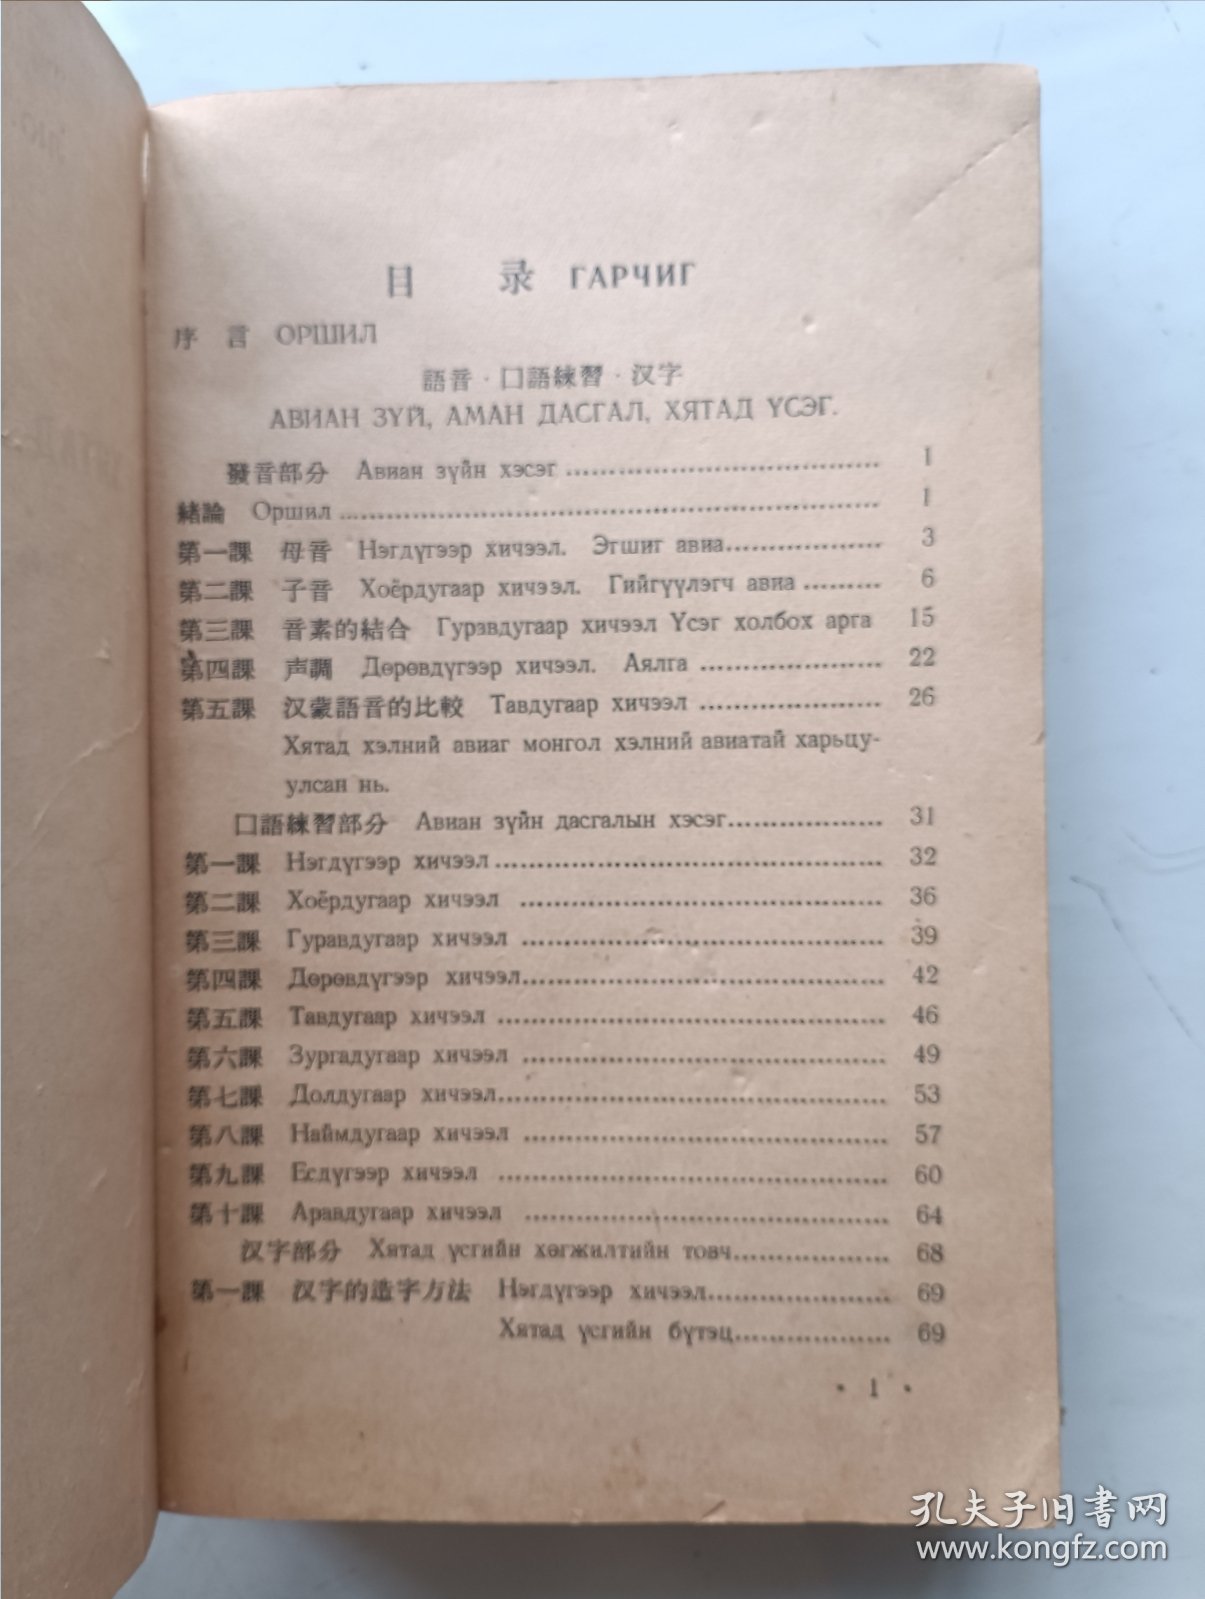 目 录 ГАРЧИГ
序 言 ОРШИЛ
語音·口語練習·汉字
АВИАН ЗҮЙ, АМАН ДАСГАЛ, ХЯТАД ҮСЭГ.
發音部分 Авиан зүйн хэсэг ........ 1
緒論 Оршил ........ 1
第一課 母音 Нэгдүгээр хичээл. Эгшиг авиа........ 3
第二課 子音 Хоёрдугаар хичээл. Гийгүүлэгч авиа ........ 6
第三課 音素的結合 Гурэвдугаар хичээл Үсэг холбох арга 15
第四課 声調 Дөрөвдүгээр хичээл. Аялга ........ 22
第五課 汉蒙語音的比較 Тавдугаар хичээл ........ 26
Хятад хэлний авиаг монгол хэлний авиатай харьцу-
улсан нь.
口語練習部分 Авиан зүйн дасгалын хэсэг........ 31
第一課 Нэгдүгээр хичээл ........ 32
第二課 Хоёрдугаар хичээл ........ 36
第三課 Гуравдугаар хичээл ........ 39
第四課 Дөрөвдүгээр хичээл........ 42
第五課 Тавдугаар хичээл ........ 46
第六課 Зургадугаар хичээл ........ 49
第七課 Долдугаар хичээл........ 53
第八課 Наймдугаар хичээл ........ 57
第九課 Есдүгээр хичээл ........ 60
第十課 Аравдугаар хичээл ........ 64
汉字部分 Хятад үсгийн хөгжилтийн товч........ 68
第一課 汉字的造字方法 Нэгдүгээр хичээл........ 69
Хятад үсгийн бүтэц........ 69
· 1 ·
孔夫子旧书网
www.kongfz.com